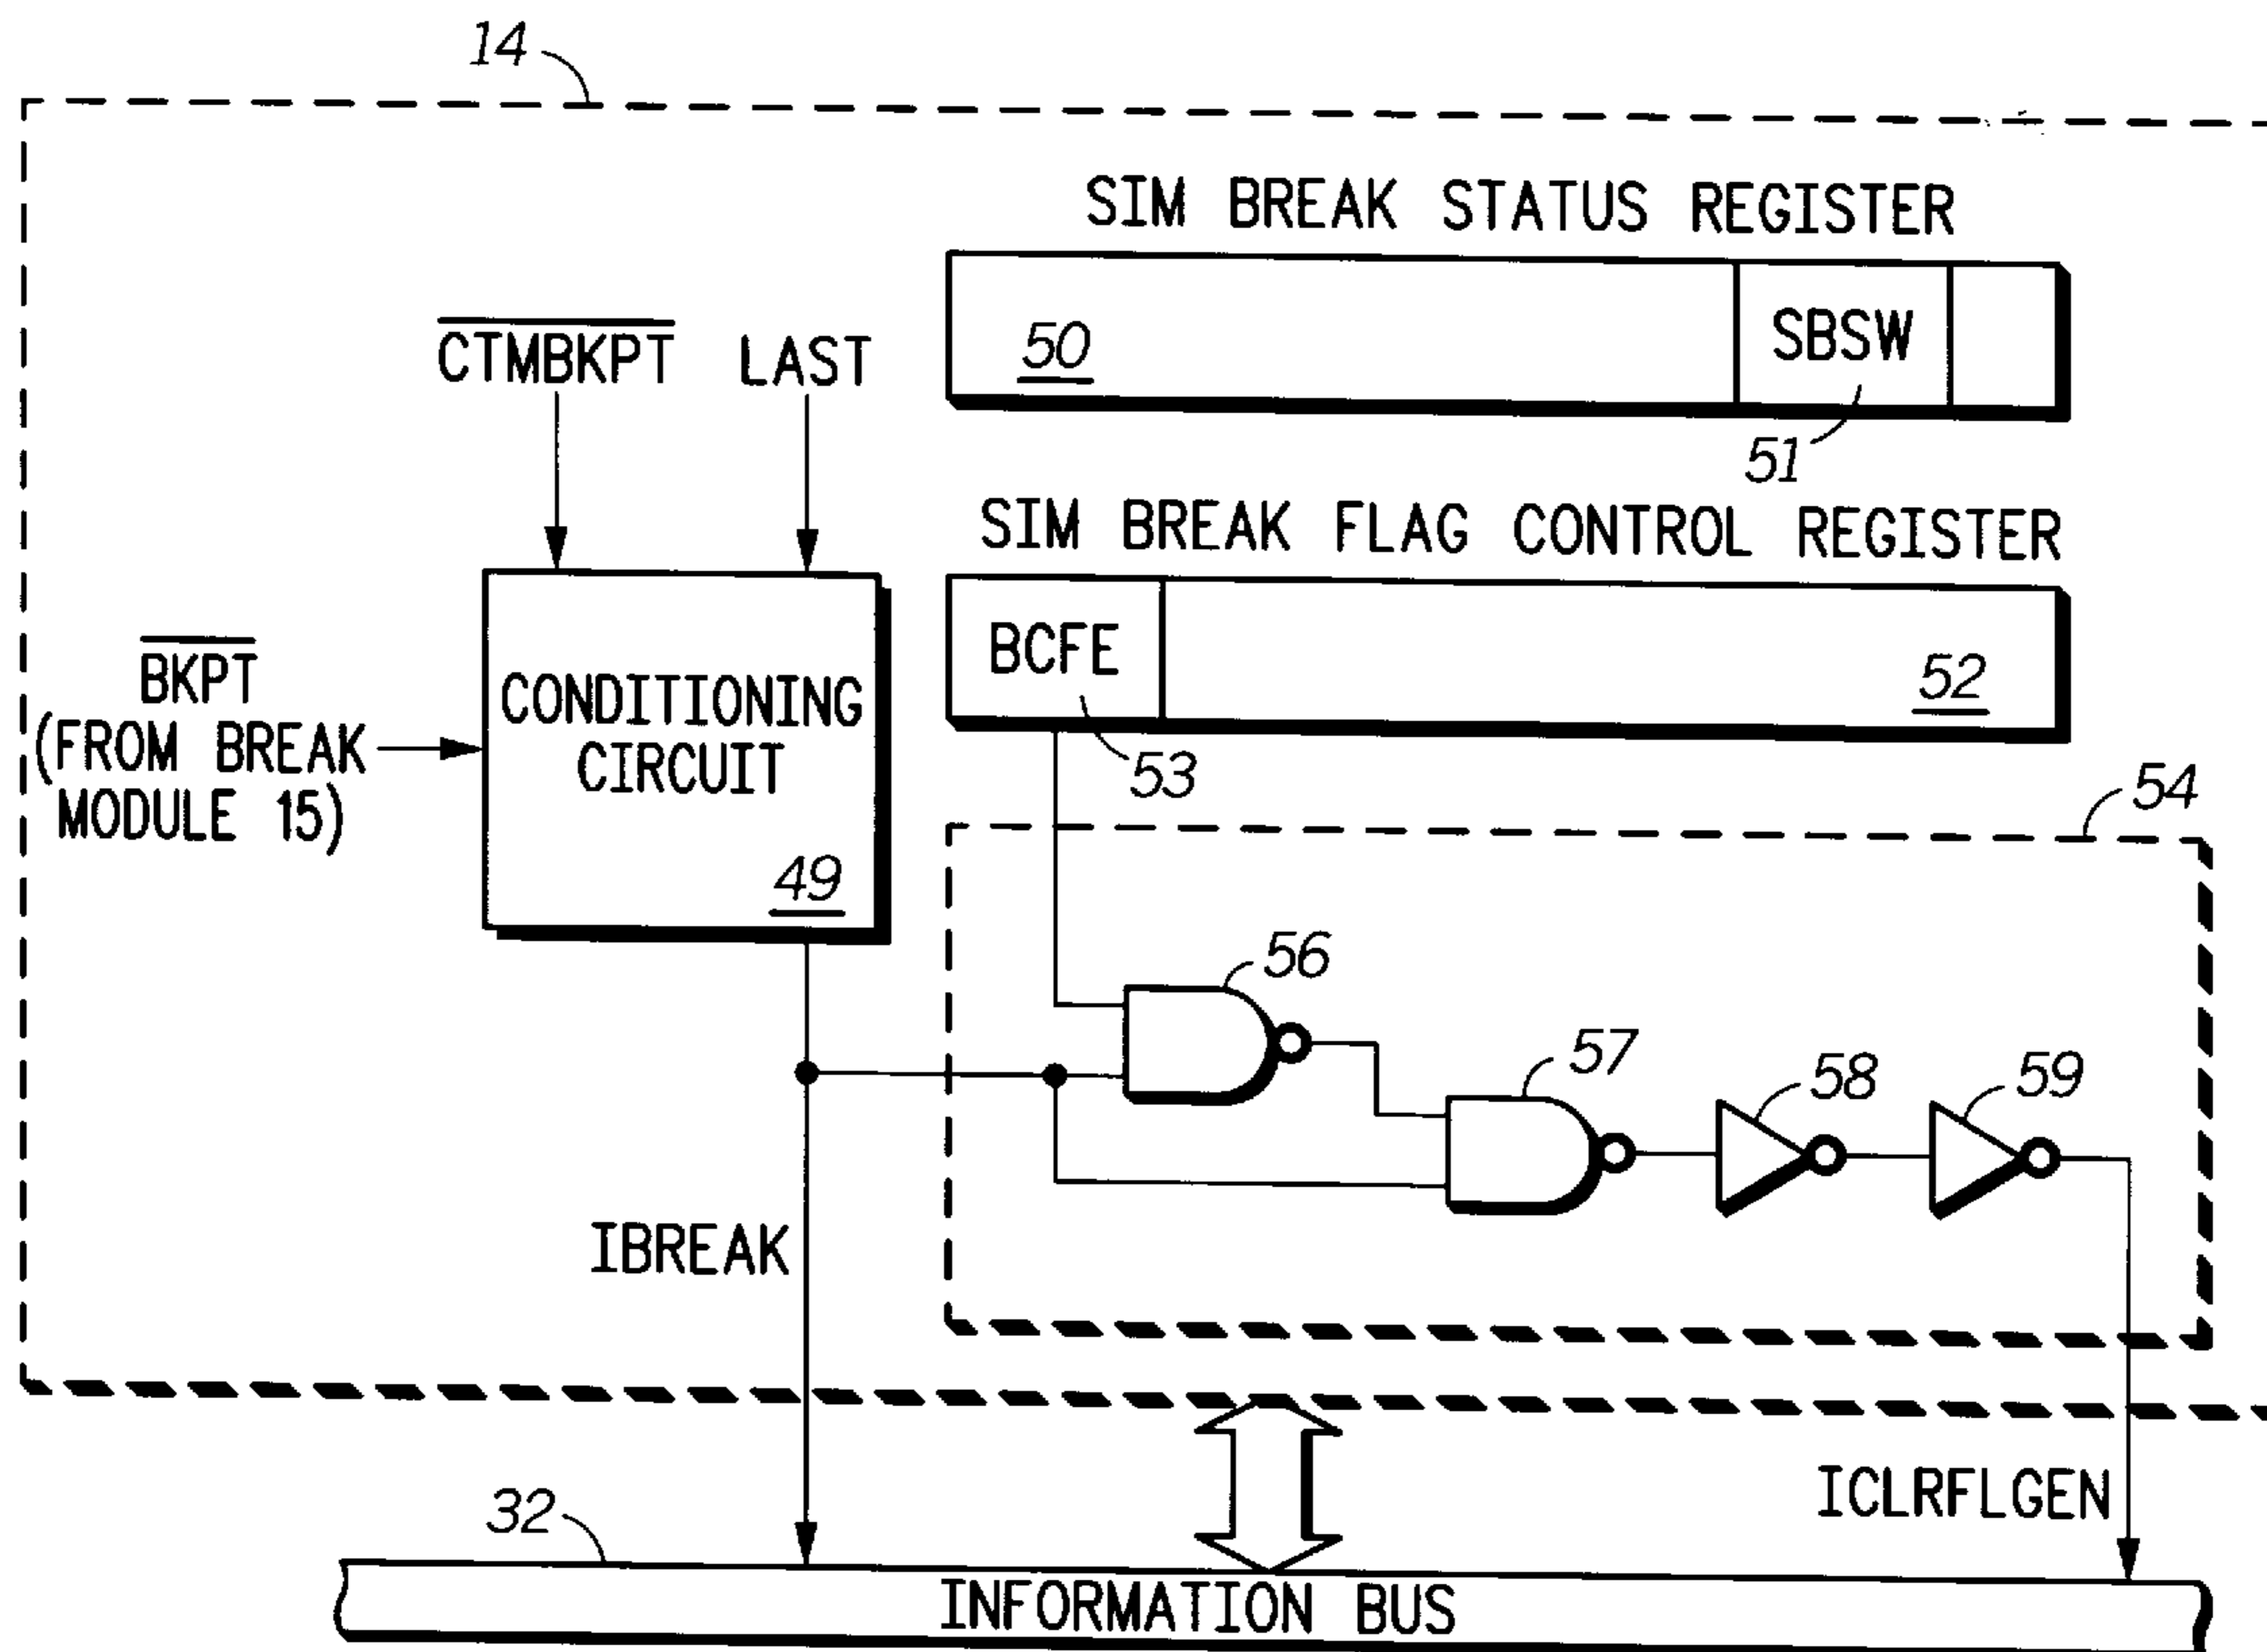 14
SIM BREAK STATUS REGISTER
50
SBSW
51
CTMBKPT LAST
SIM BREAK FLAG CONTROL REGISTER
BCFE
52
53
BKPT
(FROM BREAK
MODULE 15)
CONDITIONING
CIRCUIT
49
54
56
57
58
59
IBREAK
ICLRFLGEN
32
INFORMATION BUS